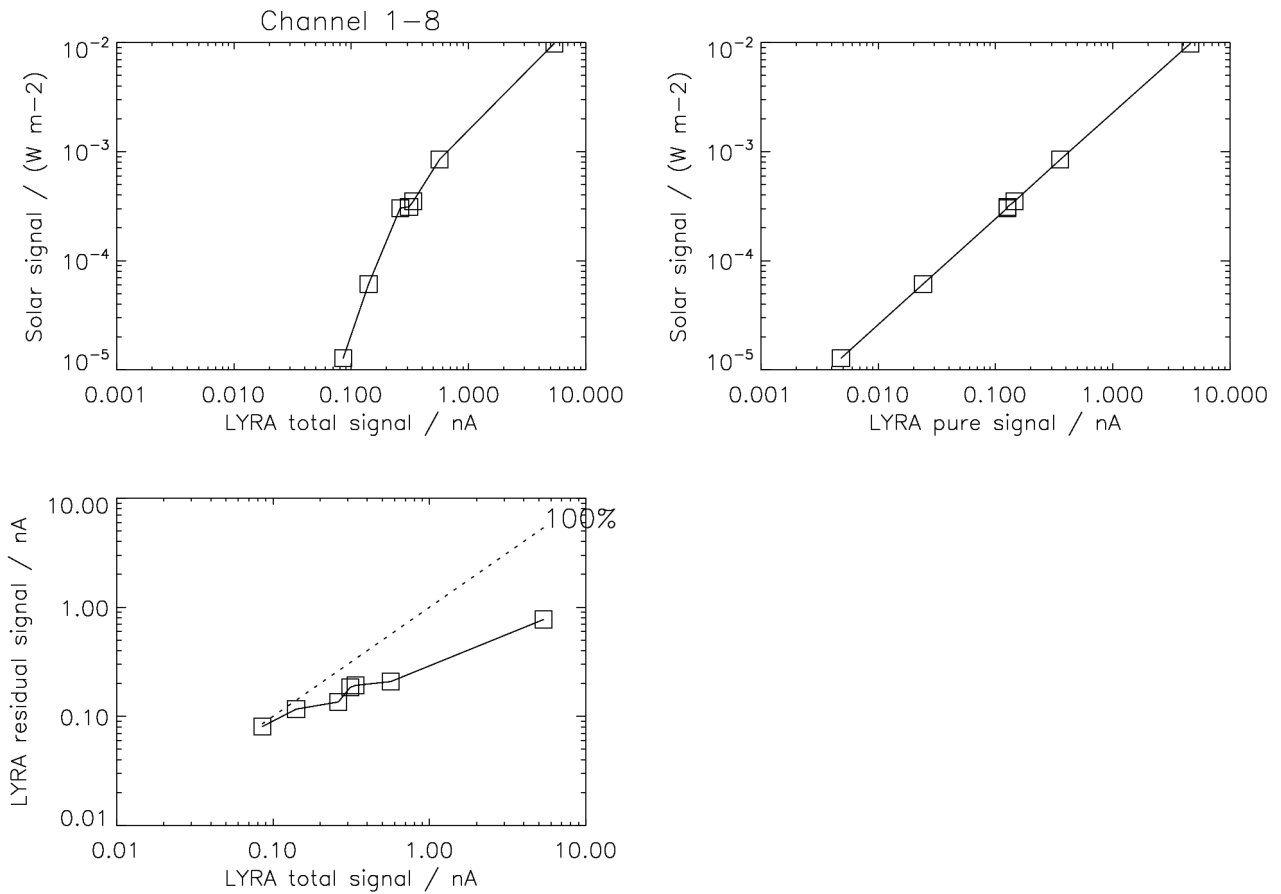 Channel 1-8
Solar signal / (W m-2)
10-2
10-3
10-4
10-5
0.001 0.010 0.100 1.000 10.000
LYRA total signal / nA
Solar signal / (W m-2)
10-2
10-3
10-4
10-5
0.001 0.010 0.100 1.000 10.000
LYRA pure signal / nA
LYRA residual signal / nA
10.00
1.00
0.10
0.01
100%
0.01 0.10 1.00 10.00
LYRA total signal / nA